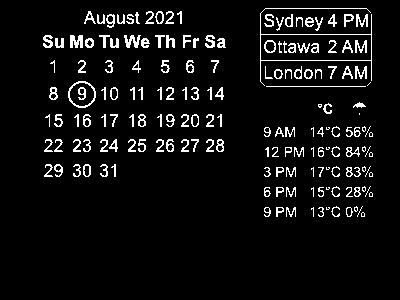 August 2021
Su Mo Tu We Th Fr Sa
1 2 3 4 5 6 7
8 9 10 11 12 13 14
15 16 17 18 19 20 21
22 23 24 25 26 27 28
29 30 31
Sydney 4 PM
Ottawa 2 AM
London 7 AM
°C
9 AM 14°C 56%
12 PM 16°C 84%
3 PM 17°C 83%
6 PM 15°C 28%
9 PM 13°C 0%